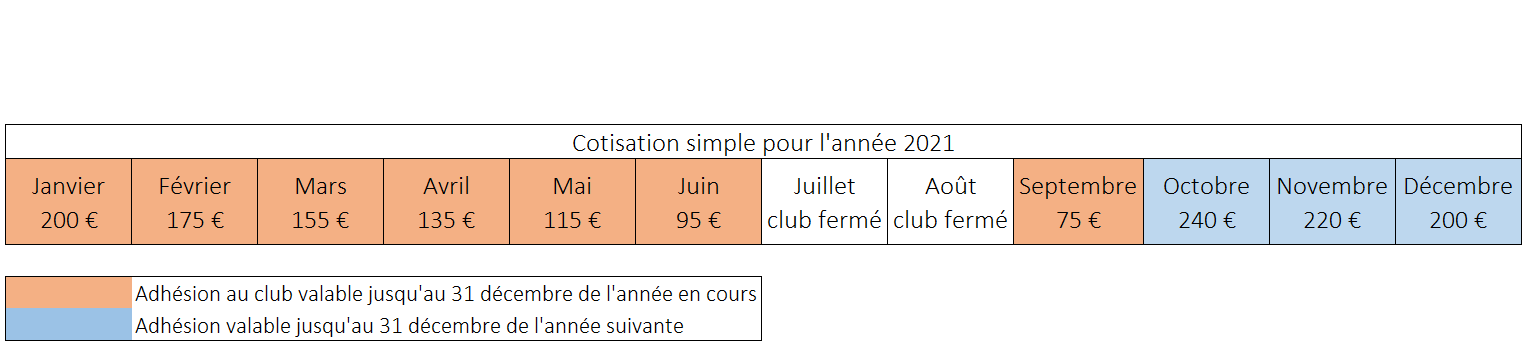 Cotisation simple pour l'année 2021
Janvier Février Mars Avril Mai Juin Juillet Août Septembre Octobre Novembre Décembre
200 € 175 € 155 € 135 € 115 € 95 € club fermé club fermé 75 € 240 € 220 € 200 €
Adhésion au club valable jusqu'au 31 décembre de l'année en cours
Adhésion valable jusqu'au 31 décembre de l'année suivante